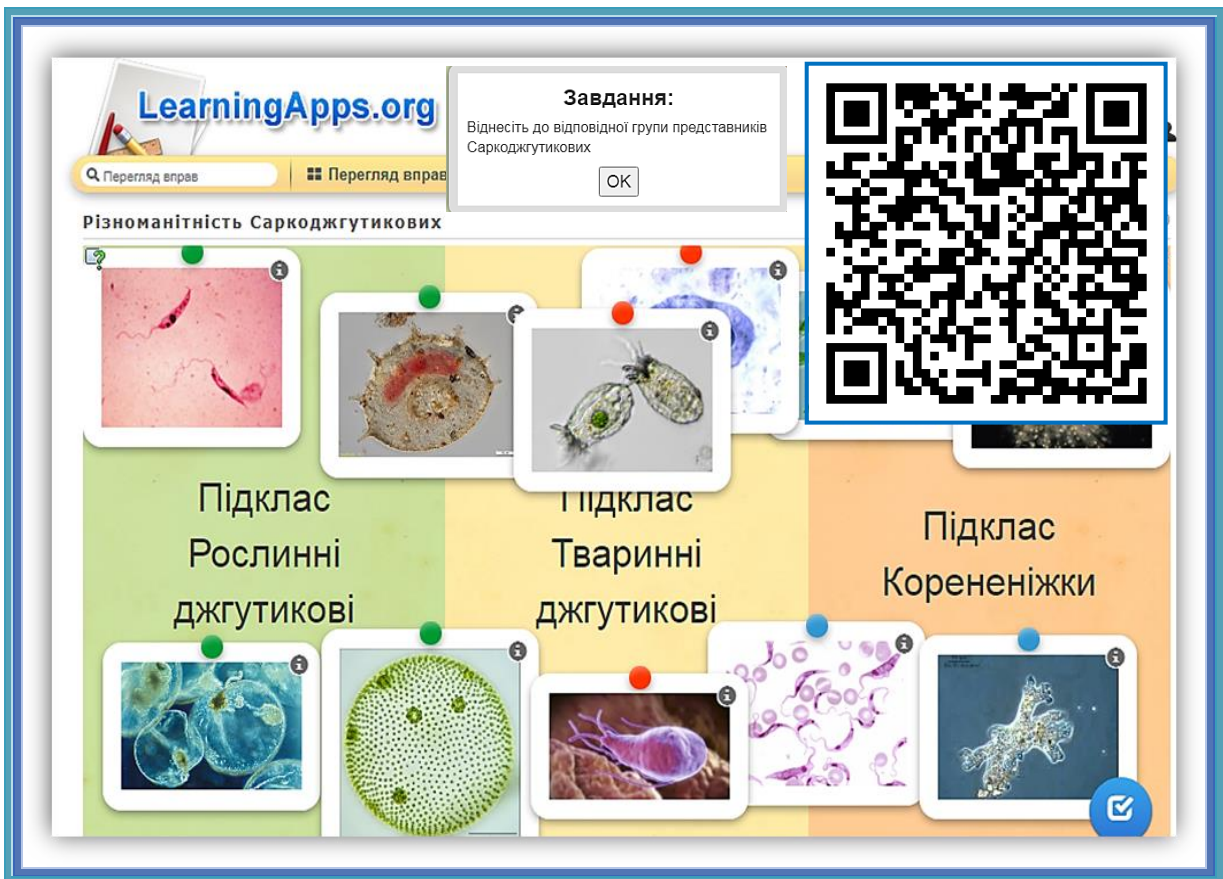 LearningApps.org
Завдання:
Віднесіть до відповідної групи представників
Саркоджгутикових
OK
Перегляд вправ
Перегляд вправ
Різноманітність Саркоджгутикових
Підклас
Рослинні
джгутикові
Підклас
Тваринні
джгутикові
Підклас
Корененіжки